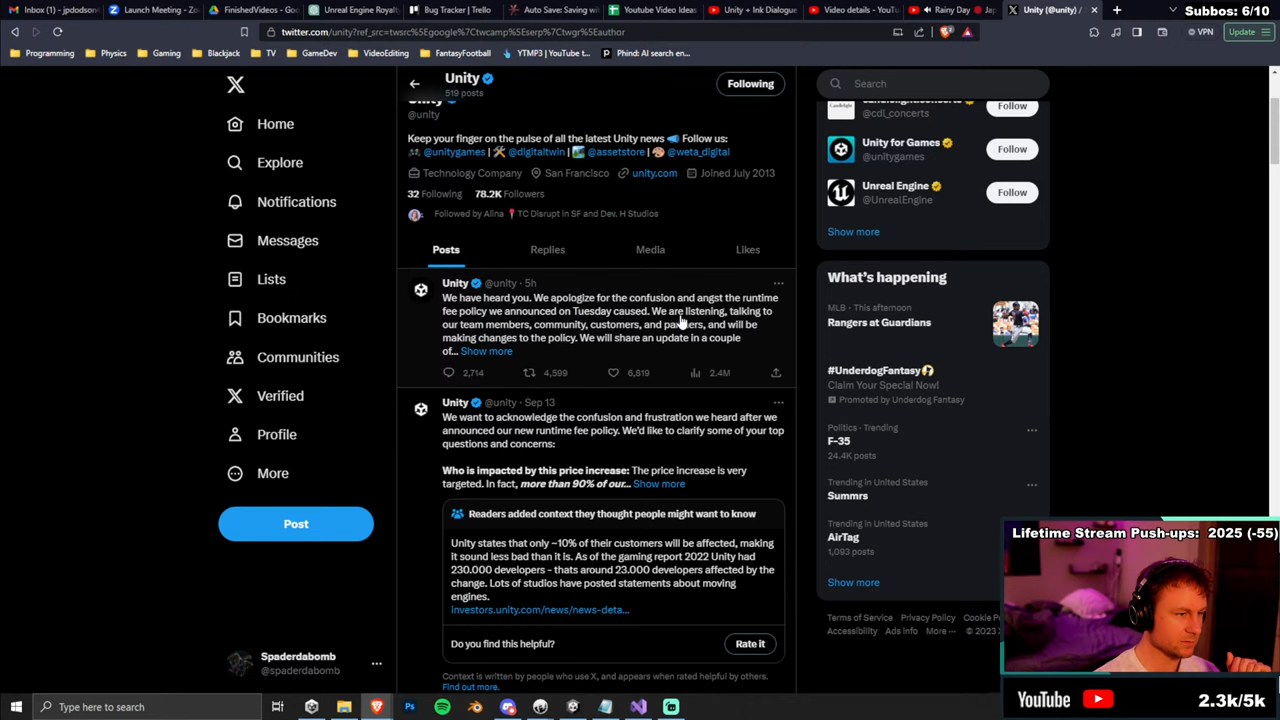 Inbox (1) - jpdodson@
Launch Meeting - Zo
FinishedVideos - Goo
Unreal Engine Royalty
Bug Tracker | Trello
Auto Save: Saving wit
YouTube Video Ideas
Unity + Ink Dialogue
Video details - YouTu
Rainy Day
Unity (@unity) /
Subbos: 6/10
twitter.com/unity?ref_src=twsrc%5Egoogle%7Ctwcamp%5Eserp%7Ctwgr%5Eauthor
VPN
Update
Programming
Physics
Gaming
Blackjack
TV
GameDev
VideoEditing
FantasyFootball
YTMP3 | YouTube t...
Phind: AI search en...
Home
Explore
Notifications
Messages
Lists
Bookmarks
Communities
Verified
Profile
More
Post
Spaderdabomb
@spaderdabomb
Unity
519 posts
Following
Unity
@unity
Keep your finger on the pulse of all the latest Unity news 📣 Follow us:
🎮 @unitygames | 🛠 @digitaltwin | @assetstore | 🎨 @weta_digital
Technology Company San Francisco unity.com Joined July 2013
32 Following 78.2K Followers
Followed by Alina 📍 TC Disrupt in SF and Dev. H Studios
Posts
Replies
Media
Likes
Unity @unity · 5h
We have heard you. We apologize for the confusion and angst the runtime
fee policy we announced on Tuesday caused. We are listening, talking to
our team members, community, customers, and partners, and will be
making changes to the policy. We will share an update in a couple
of... Show more
2,714
4,599
6,819
2.4M
Unity @unity · Sep 13
We want to acknowledge the confusion and frustration we heard after we
announced our new runtime fee policy. We'd like to clarify some of your top
questions and concerns:
Who is impacted by this price increase: The price increase is very
targeted. In fact, more than 90% of our... Show more
Readers added context they thought people might want to know
Unity states that only ~10% of their customers will be affected, making
it sound less bad than it is. As of the gaming report 2022 Unity had
230.000 developers - thats around 23.000 developers affected by the
change. Lots of studios have posted statements about moving
engines.
investors.unity.com/news/news-deta...
Do you find this helpful?
Rate it
Context is written by people who use X, and appears when rated helpful by others.
Find out more.
Search
@cdl_concerts
Follow
Unity for Games
@unitygames
Follow
Unreal Engine
@UnrealEngine
Follow
Show more
What's happening
MLB · This afternoon
Rangers at Guardians
#UnderdogFantasy
Claim Your Special Now!
Promoted by Underdog Fantasy
Politics · Trending
F-35
24.4K posts
Trending in United States
Summrs
Trending in United States
AirTag
1,093 posts
Show more
Terms of Service Privacy Policy Cookie Po
Accessibility Ads info More ··· © 2023 X
Lifetime Stream Push-ups: 2025 (-55)
YouTube
2.3k/5k
Type here to search